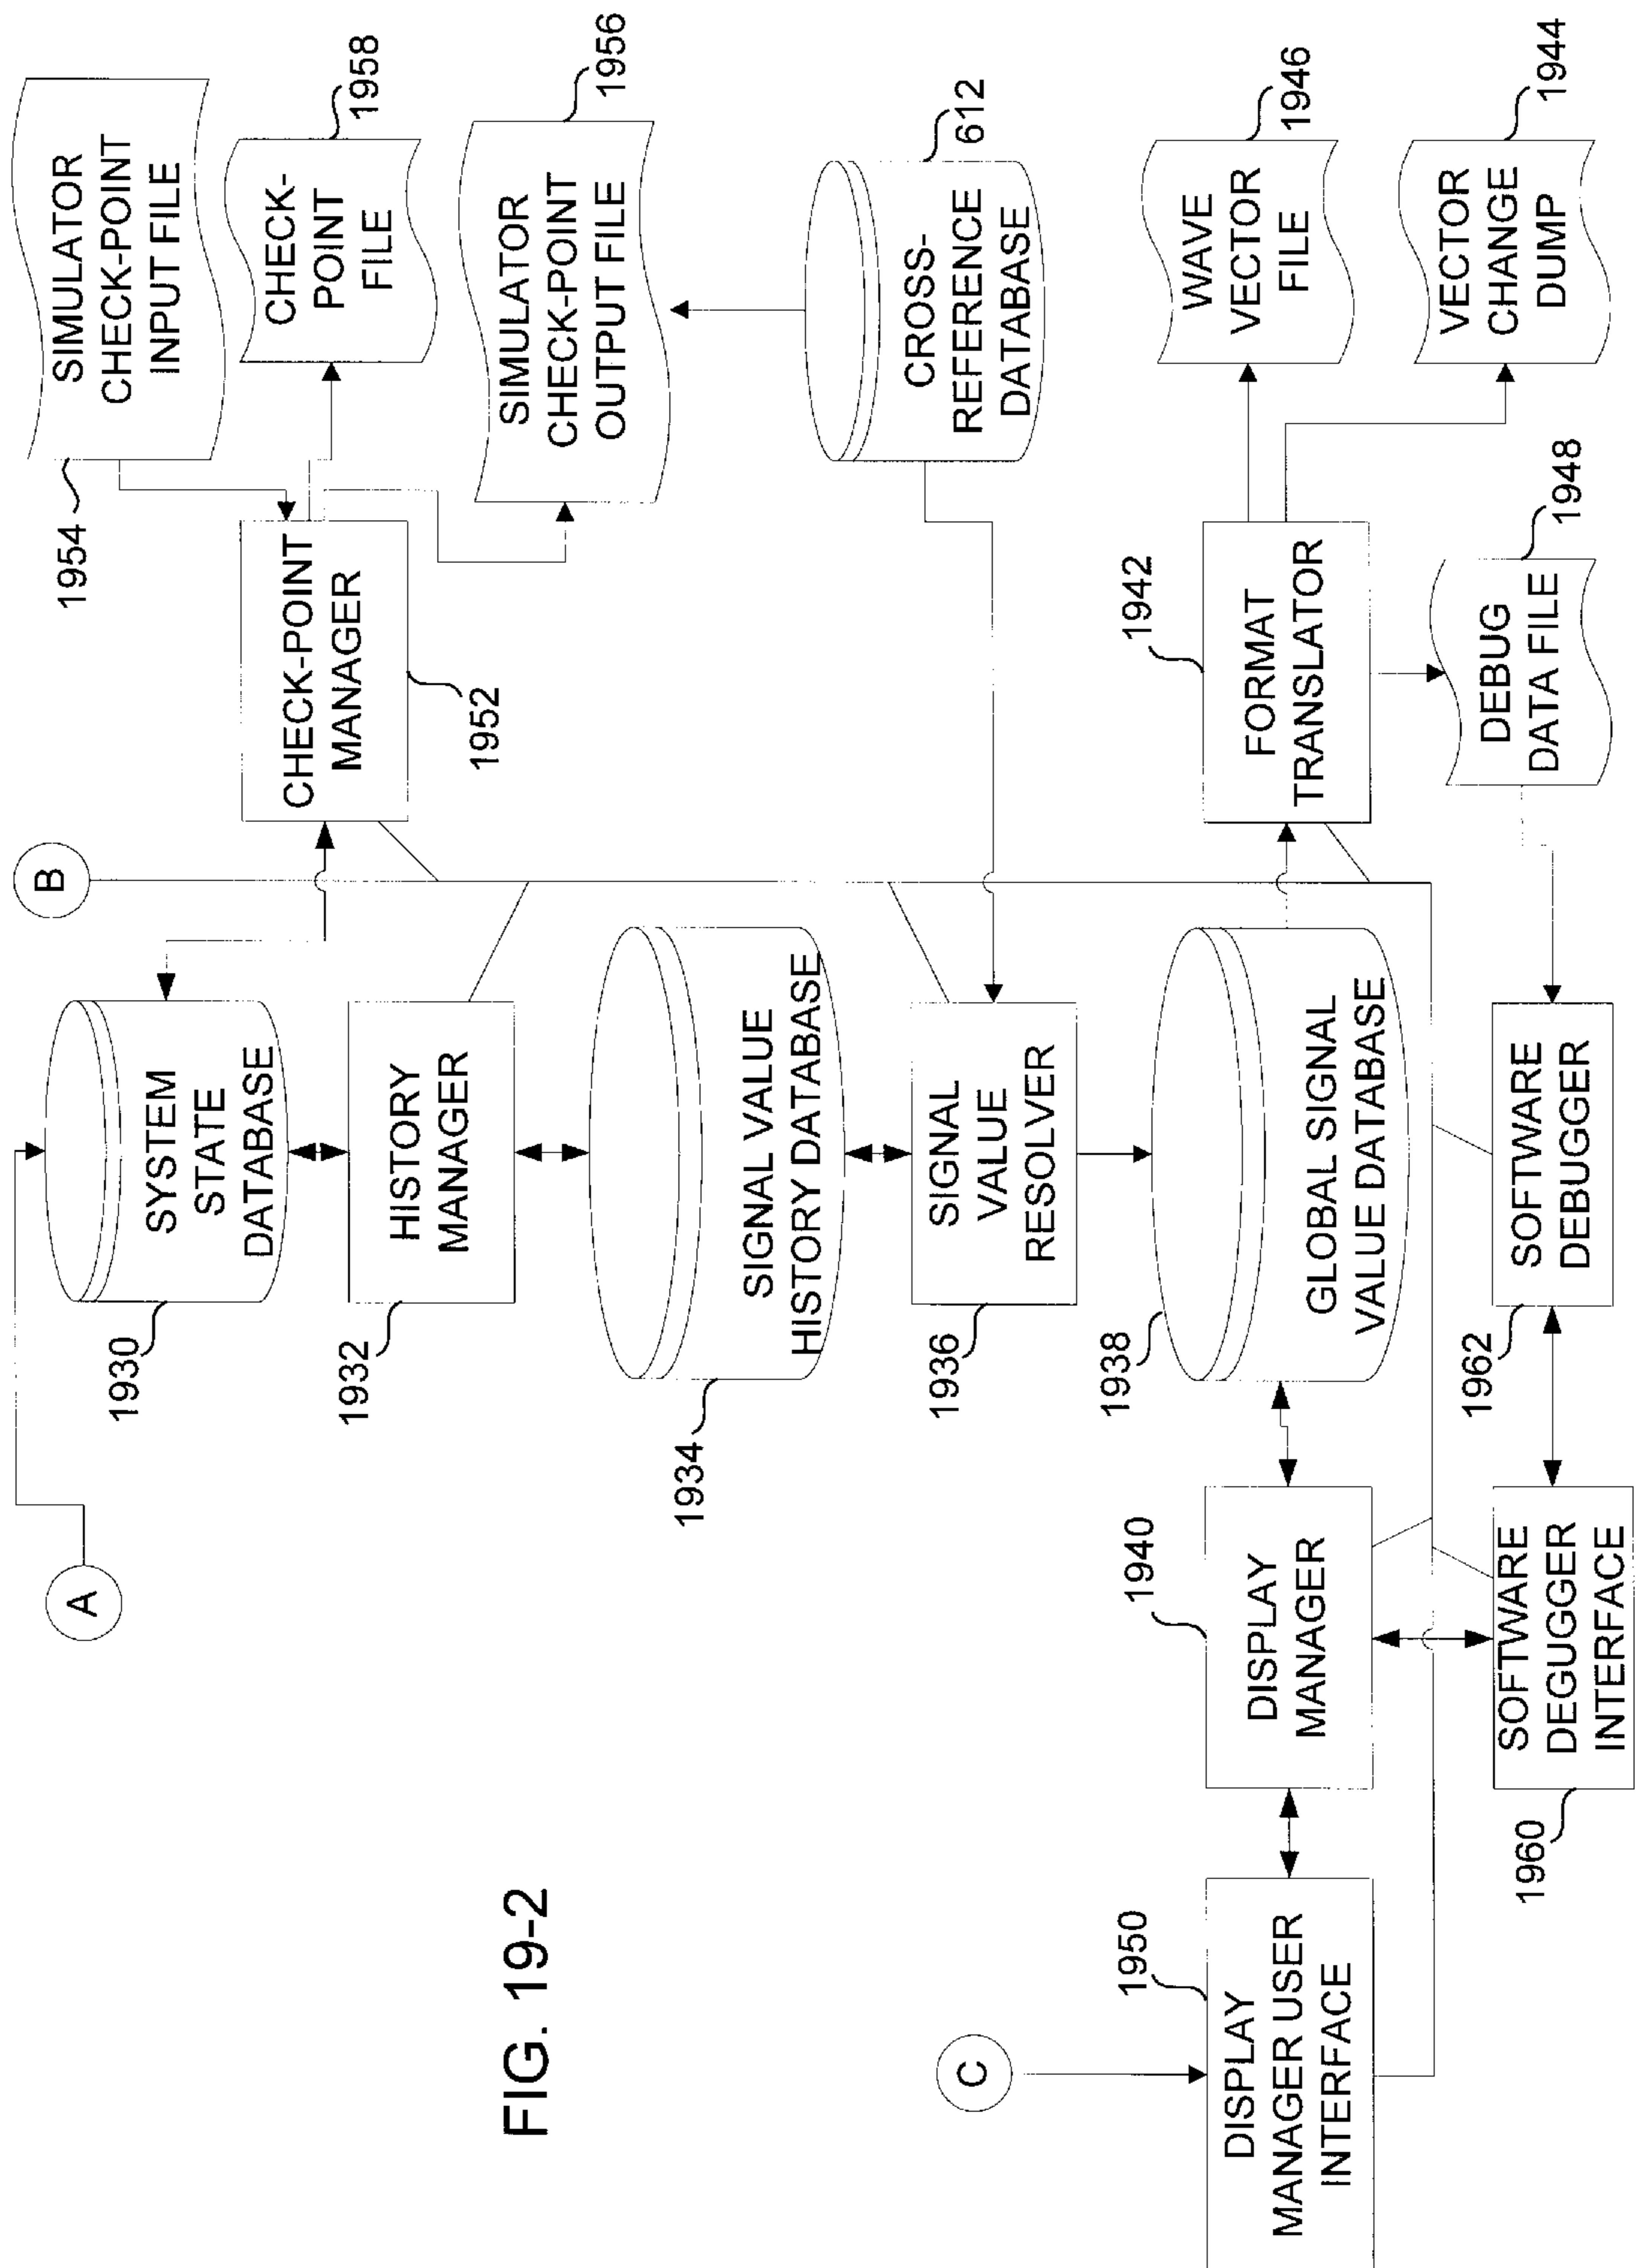 FIG. 19-2
A
B
C
SYSTEM
STATE
DATABASE
1930
HISTORY
MANAGER
1932
SIGNAL VALUE
HISTORY DATABASE
1934
SIGNAL
VALUE
RESOLVER
1936
GLOBAL SIGNAL
VALUE DATABASE
1938
CHECK-POINT
MANAGER
1952
SIMULATOR
CHECK-POINT
INPUT FILE
1954
CHECK-
POINT
FILE
1958
SIMULATOR
CHECK-POINT
OUTPUT FILE
1956
CROSS-
REFERENCE
DATABASE
612
FORMAT
TRANSLATOR
1942
WAVE
VECTOR
FILE
1946
VECTOR
CHANGE
DUMP
1944
DEBUG
DATA FILE
1948
DISPLAY
MANAGER USER
INTERFACE
1950
DISPLAY
MANAGER
1940
SOFTWARE
DEGUGGER
INTERFACE
1960
SOFTWARE
DEBUGGER
1962